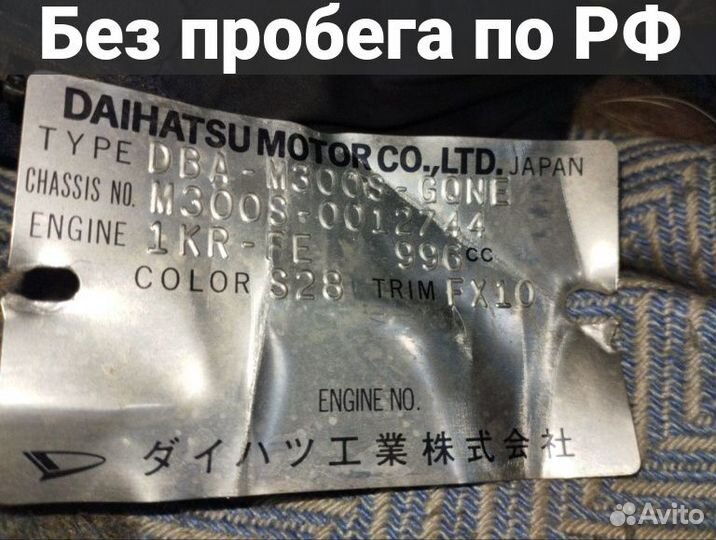 Без пробега по РФ
DAIHATSU MOTOR CO.,LTD. JAPAN
TYPE DBA-M300S-GQNE
CHASSIS NO. M300S-0012744
ENGINE 1KR-FE 996CC
COLOR S28 TRIM FX10
ENGINE NO.
ダイハツ工業株式会社
Avito